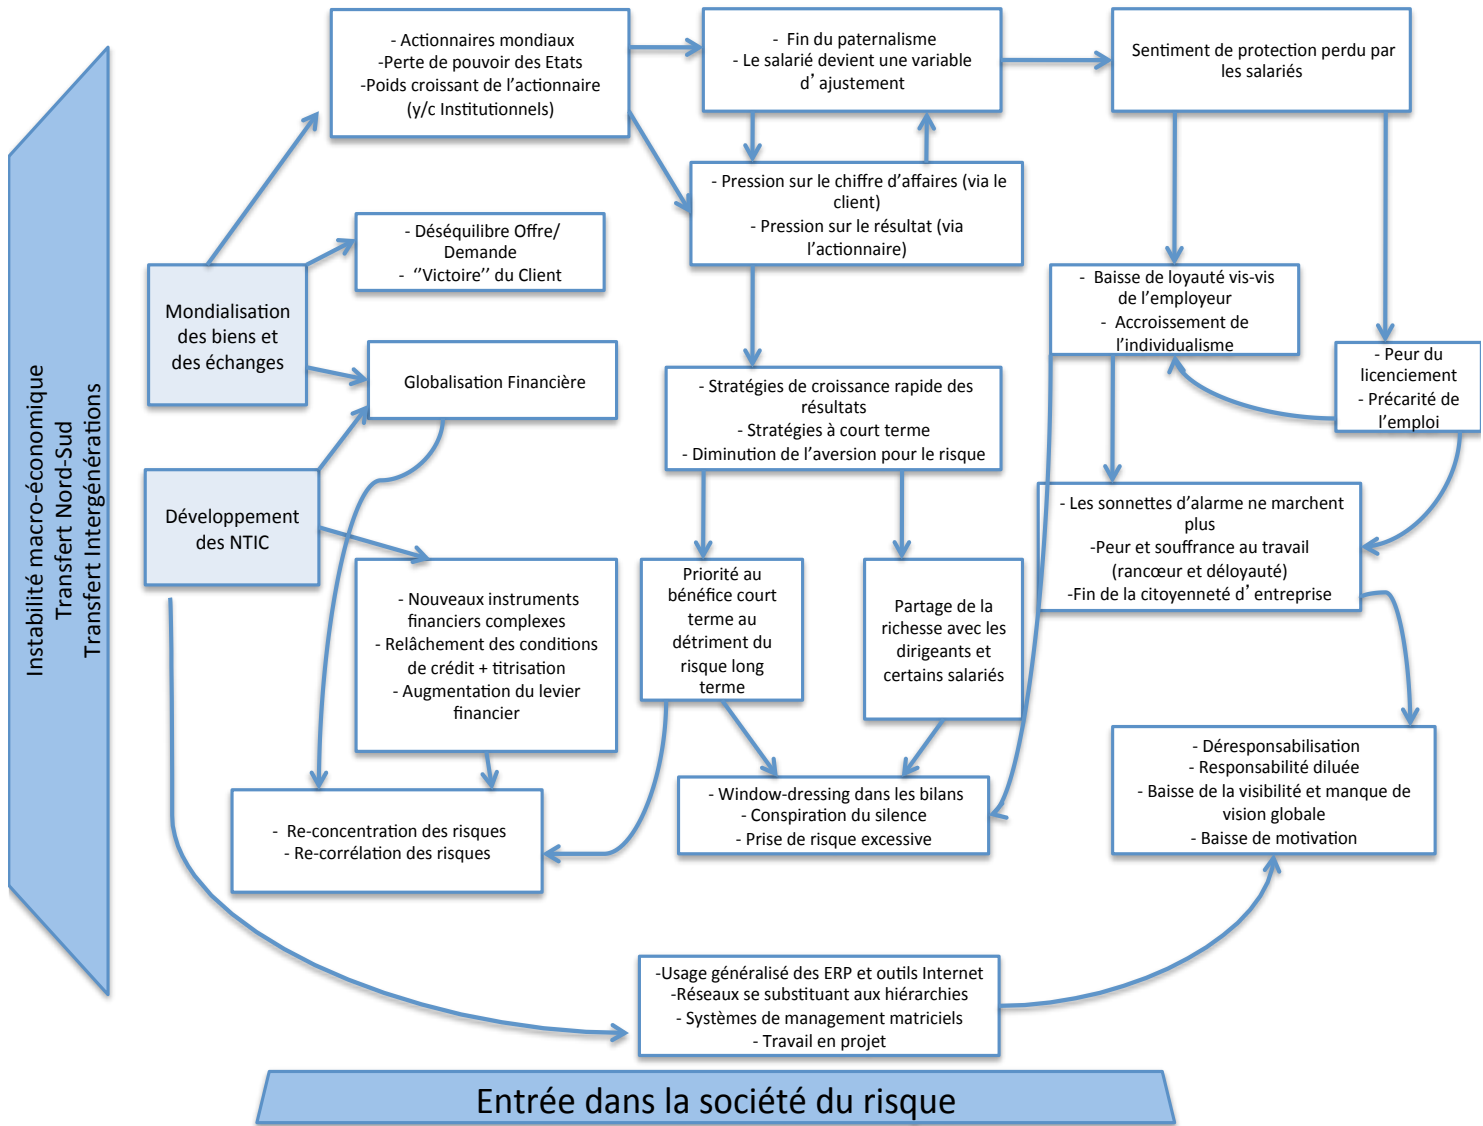 Instabilité macro-économique
Transfert Nord-Sud
Transfert Intergénérations
- Actionnaires mondiaux
-Perte de pouvoir des Etats
-Poids croissant de l'actionnaire
(y/c Institutionnels)
- Fin du paternalisme
- Le salarié devient une variable
d' ajustement
Sentiment de protection perdu par
les salariés
- Pression sur le chiffre d'affaires (via le
client)
- Pression sur le résultat (via
l'actionnaire)
- Déséquilibre Offre/
Demande
- ‘’Victoire’’ du Client
Mondialisation
des biens et
des échanges
- Baisse de loyauté vis-vis
de l'employeur
- Accroissement de
l'individualisme
Globalisation Financière
- Peur du
licenciement
- Précarité de
l'emploi
- Stratégies de croissance rapide des
résultats
- Stratégies à court terme
- Diminution de l'aversion pour le risque
Développement
des NTIC
- Les sonnettes d'alarme ne marchent
plus
-Peur et souffrance au travail
(rancœur et déloyauté)
-Fin de la citoyenneté d' entreprise
- Nouveaux instruments
financiers complexes
- Relâchement des conditions
de crédit + titrisation
- Augmentation du levier
financier
Priorité au
bénéfice court
terme au
détriment du
risque long
terme
Partage de la
richesse avec les
dirigeants et
certains salariés
- Déresponsabilisation
- Responsabilité diluée
- Baisse de la visibilité et manque de
vision globale
- Baisse de motivation
- Re-concentration des risques
- Re-corrélation des risques
- Window-dressing dans les bilans
- Conspiration du silence
- Prise de risque excessive
-Usage généralisé des ERP et outils Internet
-Réseaux se substituant aux hiérarchies
- Systèmes de management matriciels
- Travail en projet
Entrée dans la société du risque